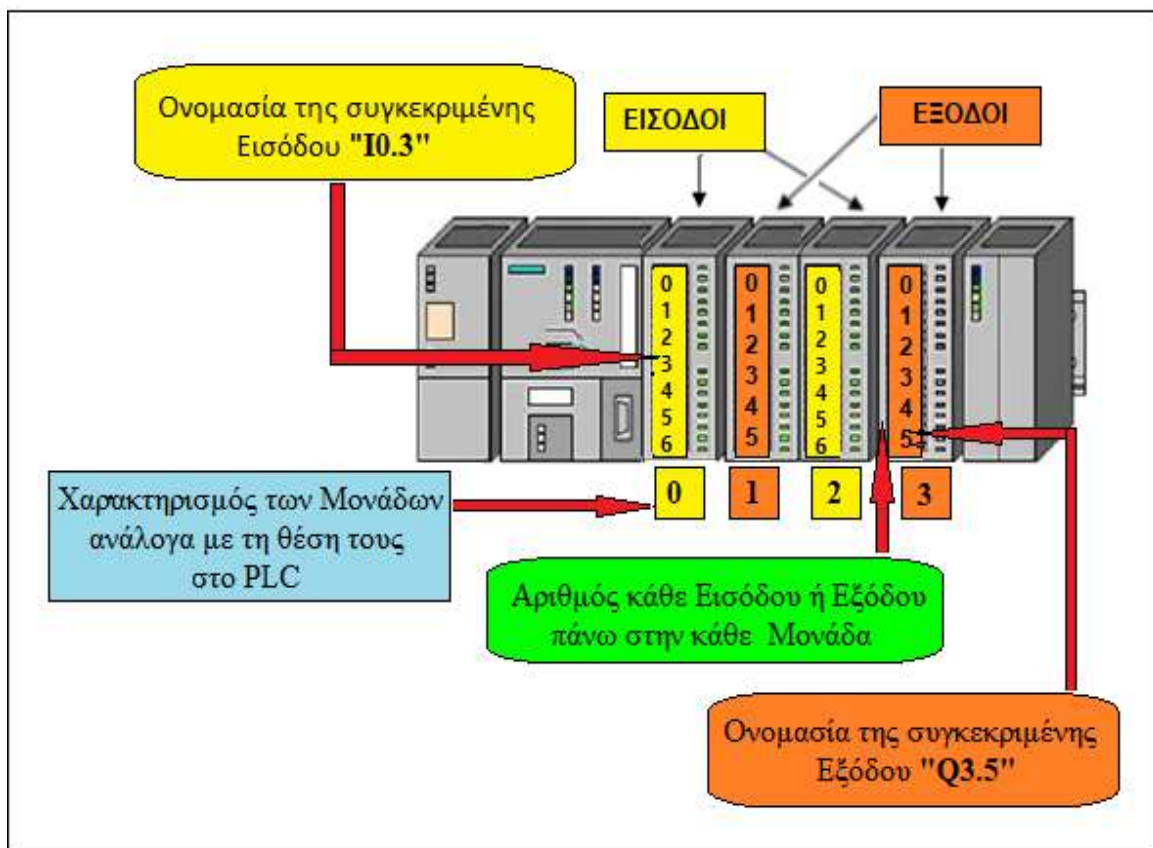 Ονομασία της συγκεκριμένης
Εισόδου "I0.3"
ΕΙΣΟΔΟΙ
ΕΞΟΔΟΙ
0
1
2
3
4
5
6
0
1
2
3
4
5
0
1
2
3
4
5
6
0
1
2
3
4
5
0
1
2
3
Χαρακτηρισμός των Μονάδων
ανάλογα με τη θέση τους
στο PLC
Αριθμός κάθε Εισόδου ή Εξόδου
πάνω στην κάθε Μονάδα
Ονομασία της συγκεκριμένης
Εξόδου "Q3.5"